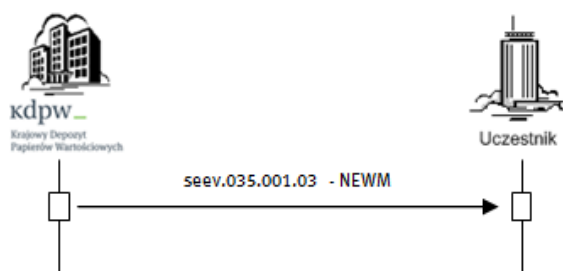 kdpw_
Krajowy Depozyt
Papierów Wartościowych
Uczestnik
seev.035.001.03 - NEWM